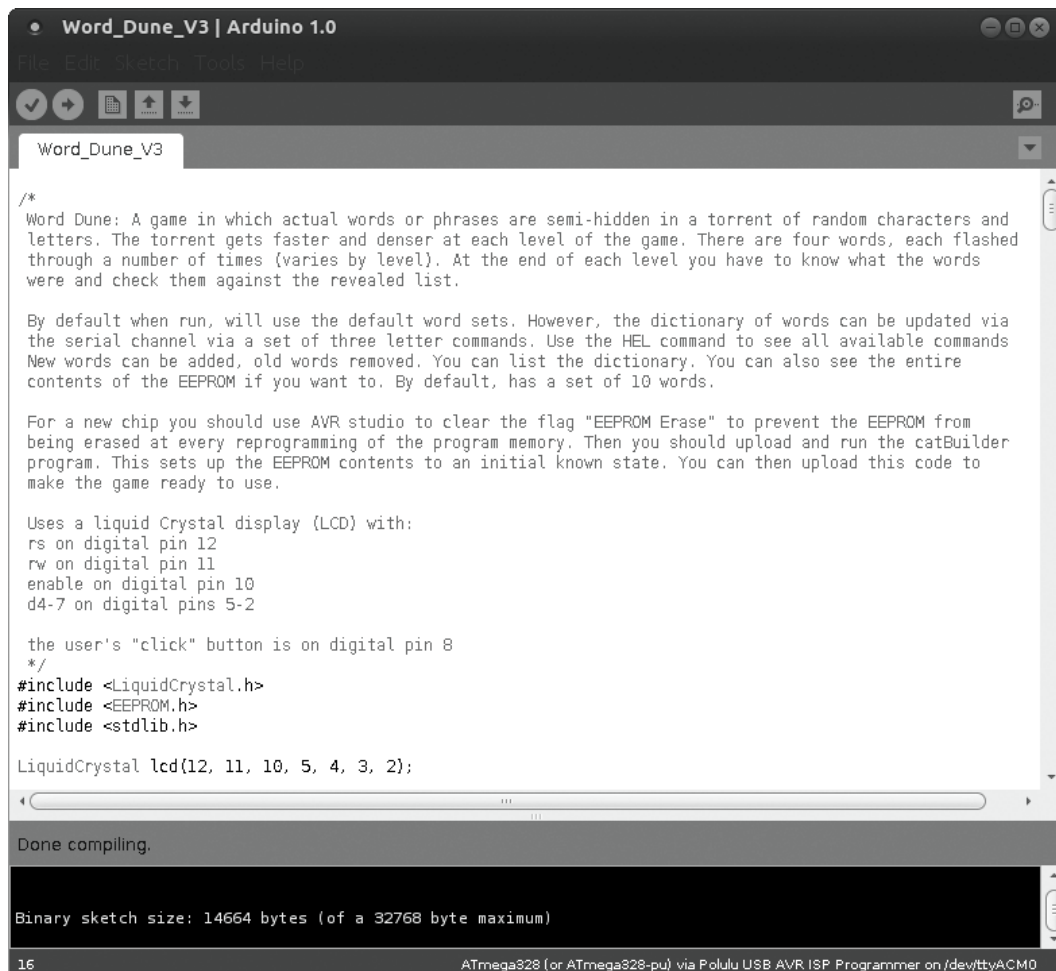 Word_Dune_V3 | Arduino 1.0
File Edit Sketch Tools Help
Word_Dune_V3
/*
Word Dune: A game in which actual words or phrases are semi-hidden in a torrent of random characters and
letters. The torrent gets faster and denser at each level of the game. There are four words, each flashed
through a number of times (varies by level). At the end of each level you have to know what the words
were and check them against the revealed list.
By default when run, will use the default word sets. However, the dictionary of words can be updated via
the serial channel via a set of three letter commands. Use the HEL command to see all available commands
New words can be added, old words removed. You can list the dictionary. You can also see the entire
contents of the EEPROM if you want to. By default, has a set of 10 words.
For a new chip you should use AVR studio to clear the flag "EEPROM Erase" to prevent the EEPROM from
being erased at every reprogramming of the program memory. Then you should upload and run the catBuilder
program. This sets up the EEPROM contents to an initial known state. You can then upload this code to
make the game ready to use.
Uses a liquid Crystal display (LCD) with:
rs on digital pin 12
rw on digital pin 11
enable on digital pin 10
d4-7 on digital pins 5-2
the user's "click" button is on digital pin 8
*/
#include <LiquidCrystal.h>
#include <EEPROM.h>
#include <stdlib.h>
LiquidCrystal lcd(12, 11, 10, 5, 4, 3, 2);
Done compiling.
Binary sketch size: 14664 bytes (of a 32768 byte maximum)
16 ATmega328 (or ATmega328-pu) via Polulu USB AVR ISP Programmer on /dev/ttyACM0